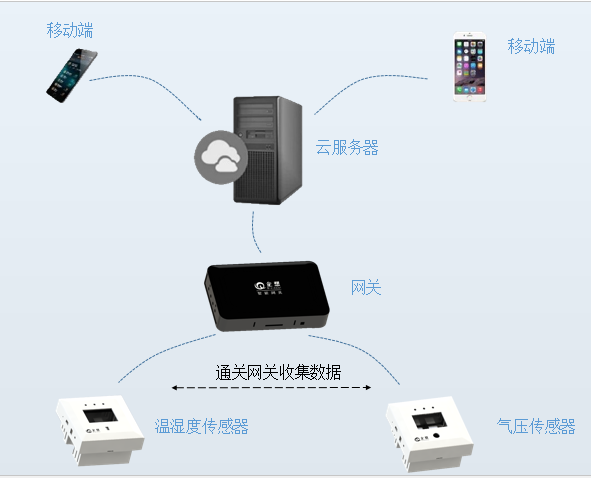 移动端
移动端
云服务器
网关
通关网关收集数据
温湿度传感器
气压传感器